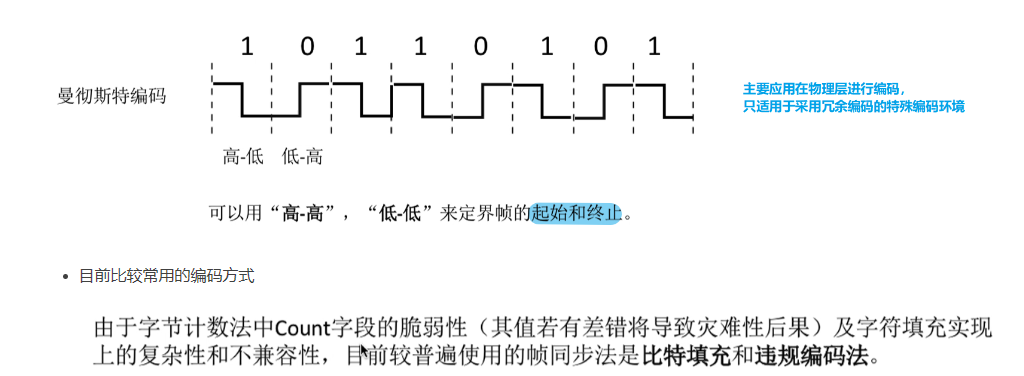 1 0 1 1 0 1 0 1
曼彻斯特编码
主要应用在物理层进行编码，
只适用于采用冗余编码的特殊编码环境
高-低 低-高
可以用“高-高”，“低-低”来定界帧的起始和终止。
目前比较常用的编码方式
由于字节计数法中Count字段的脆弱性（其值若有差错将导致灾难性后果）及字符填充实现
上的复杂性和不兼容性，目前较普遍使用的帧同步法是比特填充和违规编码法。